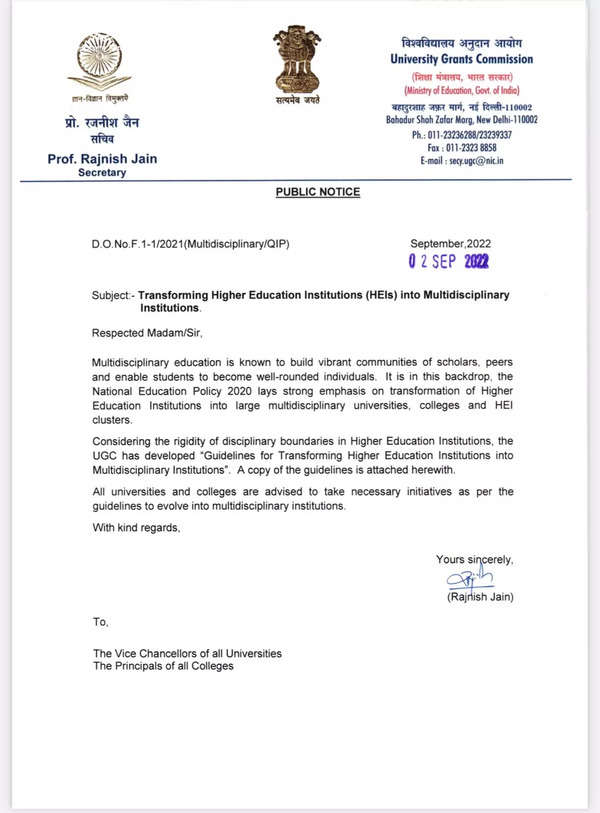 ज्ञान-विज्ञान विमुक्तये
प्रो. रजनीश जैन
सचिव
Prof. Rajnish Jain
Secretary
सत्यमेव जयते
विश्वविद्यालय अनुदान आयोग
University Grants Commission
(शिक्षा मंत्रालय, भारत सरकार)
(Ministry of Education, Govt. of India)
बहादुरशाह ज़फ़र मार्ग, नई दिल्ली-110002
Bahadur Shah Zafar Marg, New Delhi-110002
Ph.: 011-23236288/23239337
Fax : 011-2323 8858
E-mail : secy.ugc@nic.in
PUBLIC NOTICE
D.O.No.F.1-1/2021(Multidisciplinary/QIP)
September,2022
02 SEP 2022
Subject:- Transforming Higher Education Institutions (HEIs) into Multidisciplinary
Institutions.
Respected Madam/Sir,
Multidisciplinary education is known to build vibrant communities of scholars, peers
and enable students to become well-rounded individuals. It is in this backdrop, the
National Education Policy 2020 lays strong emphasis on transformation of Higher
Education Institutions into large multidisciplinary universities, colleges and HEI
clusters.
Considering the rigidity of disciplinary boundaries in Higher Education Institutions, the
UGC has developed “Guidelines for Transforming Higher Education Institutions into
Multidisciplinary Institutions”. A copy of the guidelines is attached herewith.
All universities and colleges are advised to take necessary initiatives as per the
guidelines to evolve into multidisciplinary institutions.
With kind regards,
Yours sincerely,
(Rajnish Jain)
To,
The Vice Chancellors of all Universities
The Principals of all Colleges